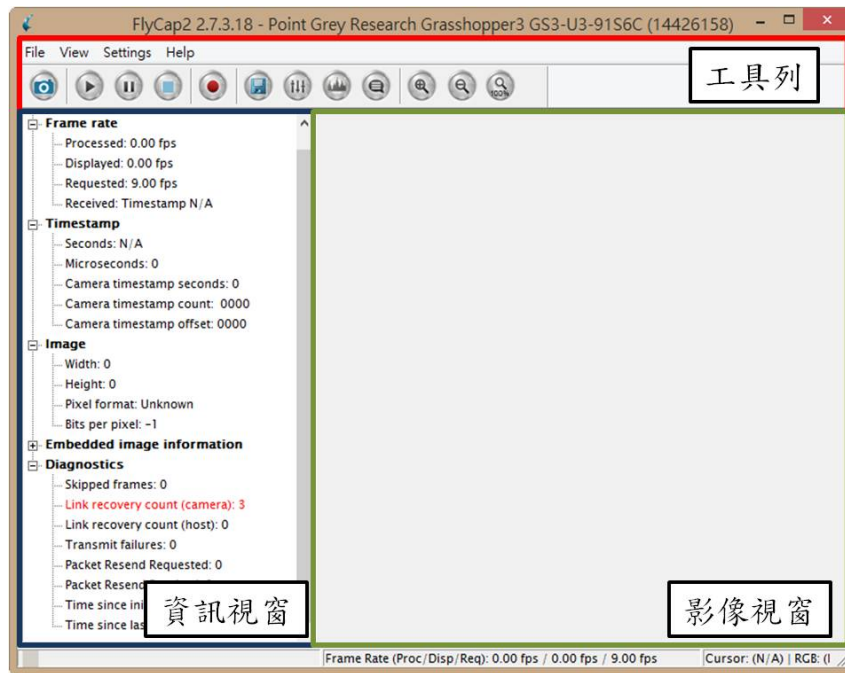 FlyCap2 2.7.3.18 - Point Grey Research Grasshopper3 GS3-U3-91S6C (14426158)
File View Settings Help
100%
工具列
Frame rate
Processed: 0.00 fps
Displayed: 0.00 fps
Requested: 9.00 fps
Received: Timestamp N/A
Timestamp
Seconds: N/A
Microseconds: 0
Camera timestamp seconds: 0
Camera timestamp count: 0000
Camera timestamp offset: 0000
Image
Width: 0
Height: 0
Pixel format: Unknown
Bits per pixel: -1
Embedded image information
Diagnostics
Skipped frames: 0
Link recovery count (camera): 3
Link recovery count (host): 0
Transmit failures: 0
Packet Resend Requested: 0
Packet Resend
Time since
Time since
資訊視窗
影像視窗
Frame Rate (Proc/Disp/Req): 0.00 fps / 0.00 fps / 9.00 fps
Cursor: (N/A) | RGB: (